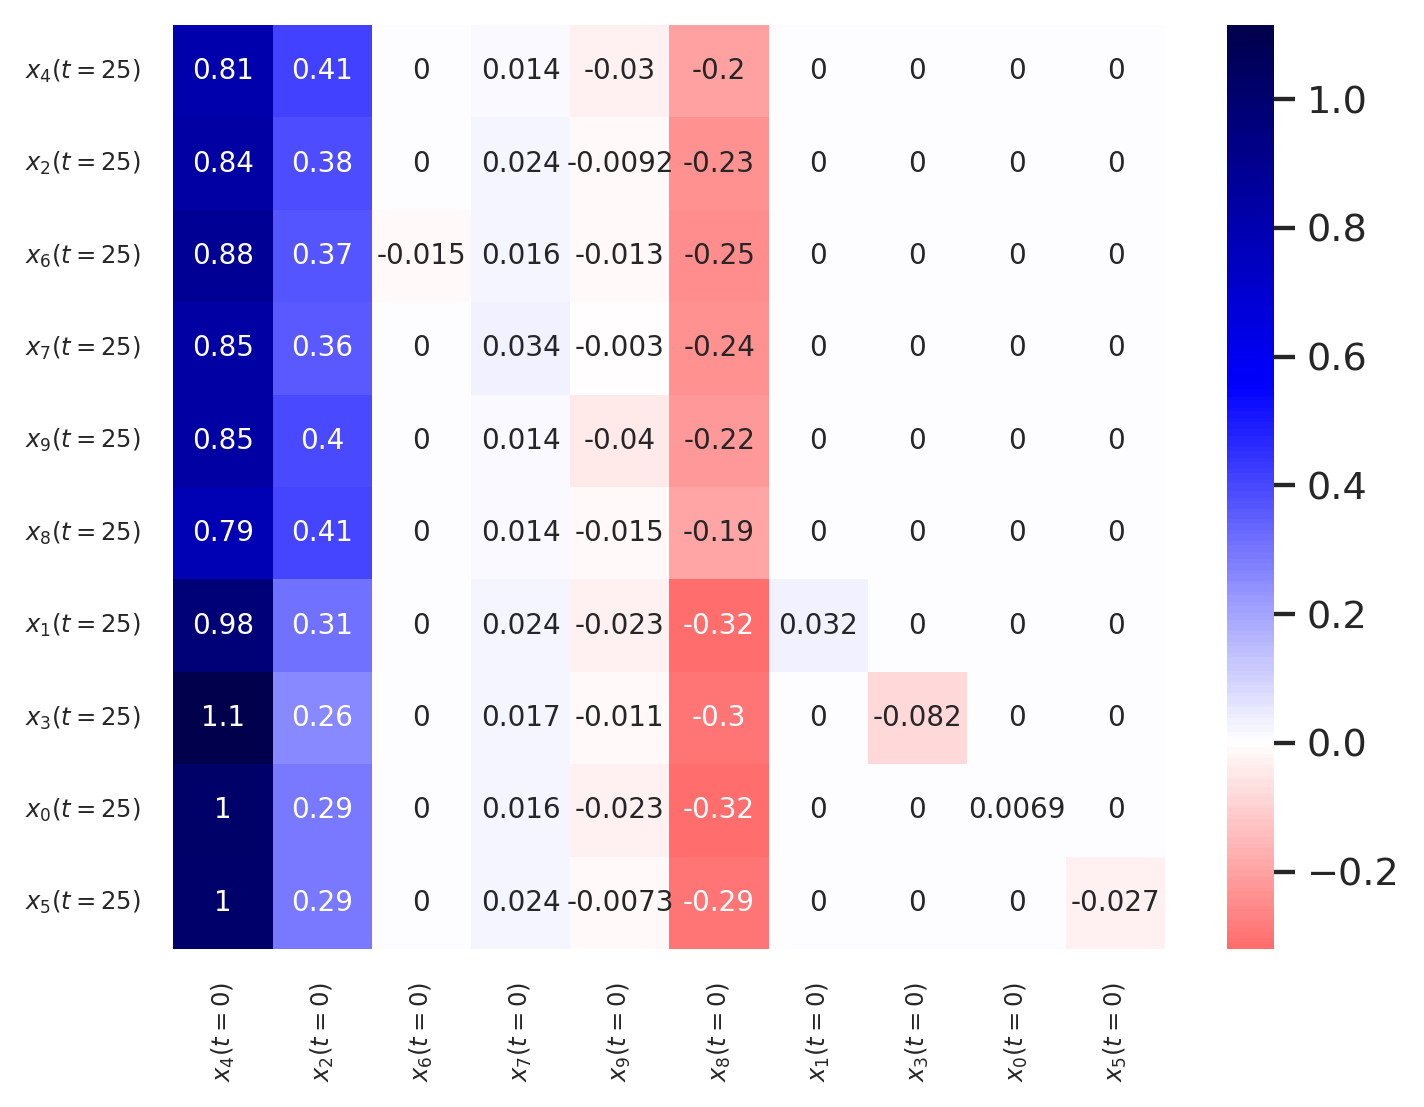 x₄(t = 25) 0.81 0.41 0 0.014 -0.03 -0.2 0 0 0 0
x₂(t = 25) 0.84 0.38 0 0.024 -0.0092 -0.23 0 0 0 0
x₆(t = 25) 0.88 0.37 -0.015 0.016 -0.013 -0.25 0 0 0 0
x₇(t = 25) 0.85 0.36 0 0.034 -0.003 -0.24 0 0 0 0
x₉(t = 25) 0.85 0.4 0 0.014 -0.04 -0.22 0 0 0 0
x₈(t = 25) 0.79 0.41 0 0.014 -0.015 -0.19 0 0 0 0
x₁(t = 25) 0.98 0.31 0 0.024 -0.023 -0.32 0.032 0 0 0
x₃(t = 25) 1.1 0.26 0 0.017 -0.011 -0.3 0 -0.082 0 0
x₀(t = 25) 1 0.29 0 0.016 -0.023 -0.32 0 0 0.0069 0
x₅(t = 25) 1 0.29 0 0.024 -0.0073 -0.29 0 0 0 -0.027
x₄(t = 0) x₂(t = 0) x₆(t = 0) x₇(t = 0) x₉(t = 0) x₈(t = 0) x₁(t = 0) x₃(t = 0) x₀(t = 0) x₅(t = 0)
1.0
0.8
0.6
0.4
0.2
0.0
−0.2